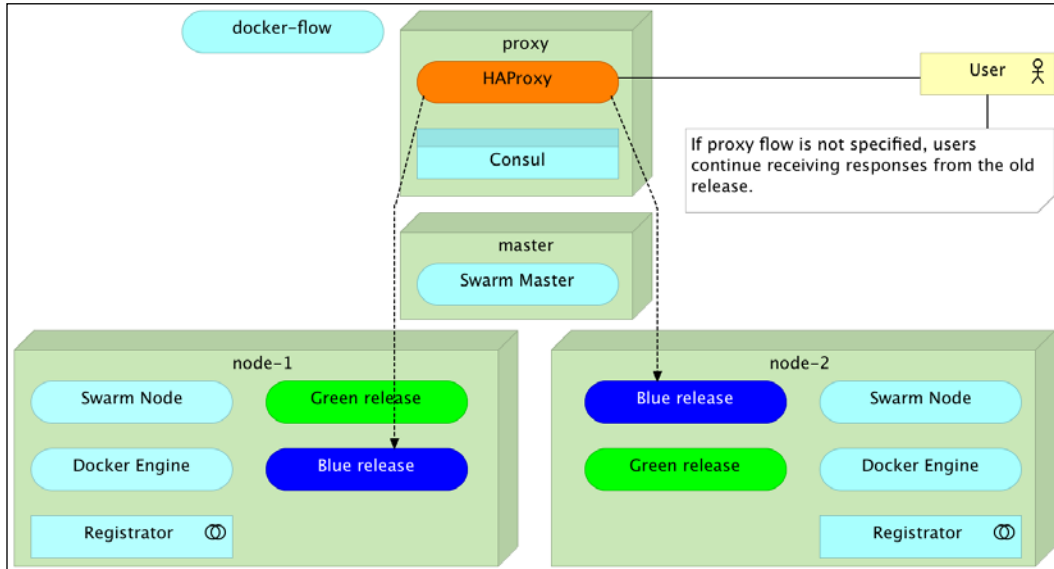 docker-flow
proxy
HAProxy
Consul
User
If proxy flow is not specified, users
continue receiving responses from the old
release.
master
Swarm Master
node-1
Swarm Node
Green release
Docker Engine
Blue release
Registrator
node-2
Blue release
Swarm Node
Green release
Docker Engine
Registrator